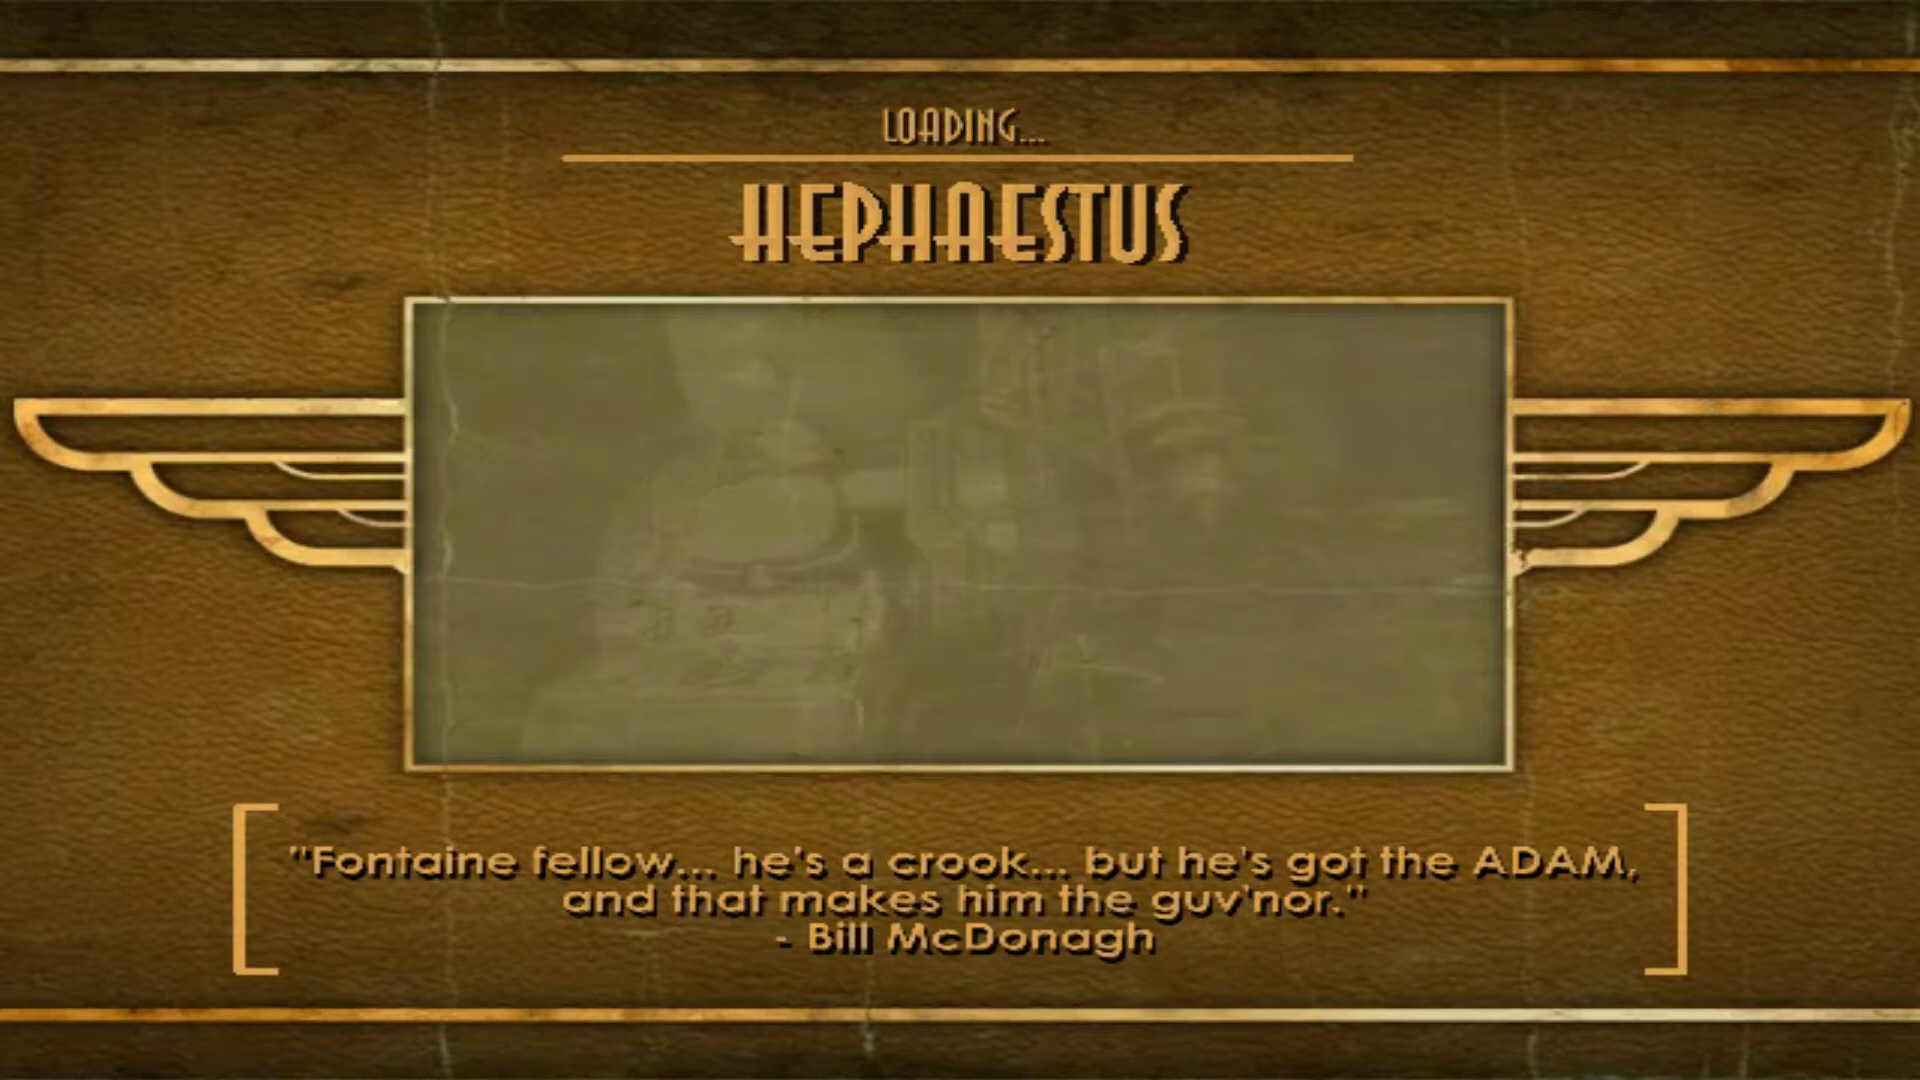 LOADING...
HEPHAESTUS
"Fontaine fellow... he's a crook... but he's got the ADAM,
and that makes him the guv'nor."
- Bill McDonagh